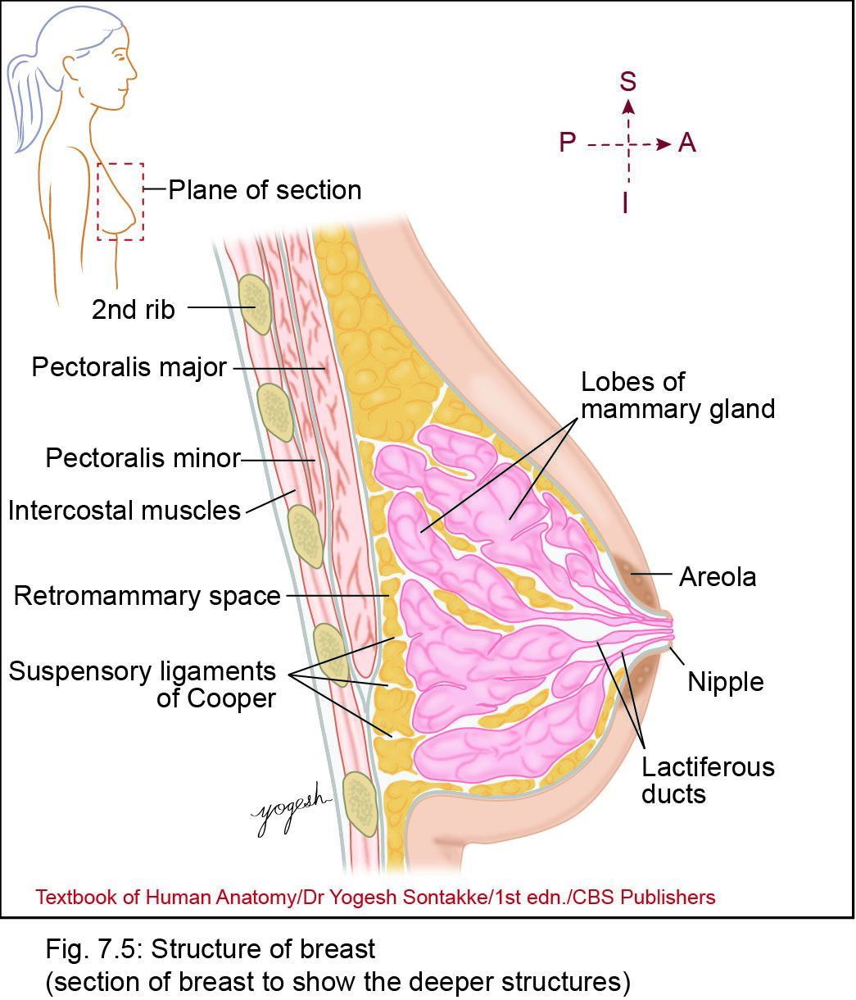 S
P
A
I
Plane of section
2nd rib
Pectoralis major
Lobes of
mammary gland
Pectoralis minor
Intercostal muscles
Areola
Retromammary space
Suspensory ligaments
of Cooper
Nipple
Lactiferous
ducts
yogesh
Textbook of Human Anatomy/Dr Yogesh Sontakke/1st edn./CBS Publishers
Fig. 7.5: Structure of breast
(section of breast to show the deeper structures)